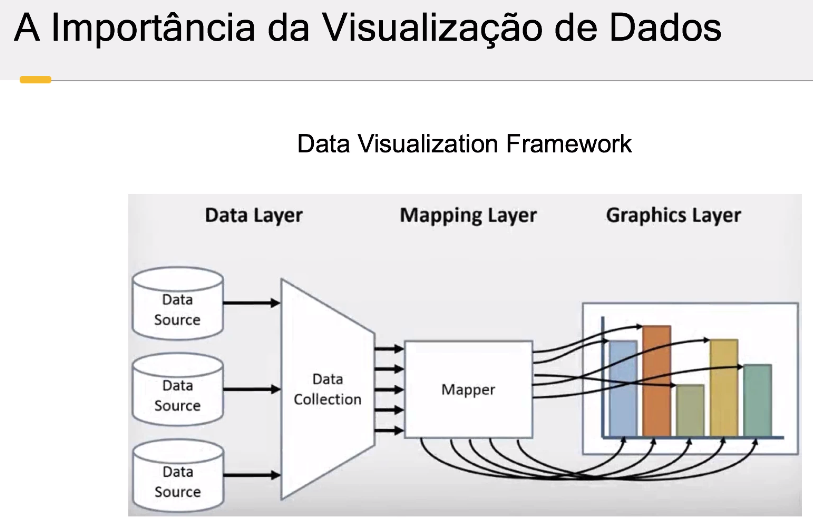 A Importância da Visualização de Dados
Data Visualization Framework
Data Layer
Mapping Layer
Graphics Layer
Data
Source
Data
Source
Data
Source
Data
Collection
Mapper